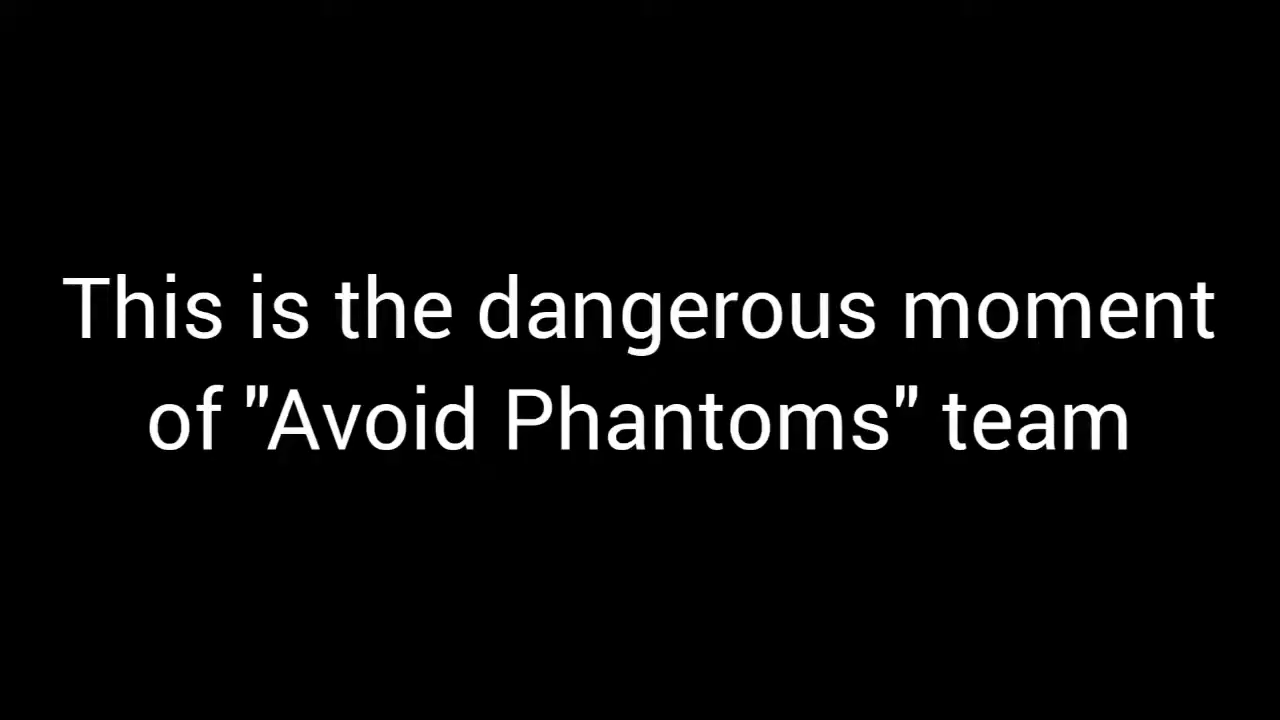 This is the dangerous moment
of "Avoid Phantoms" team